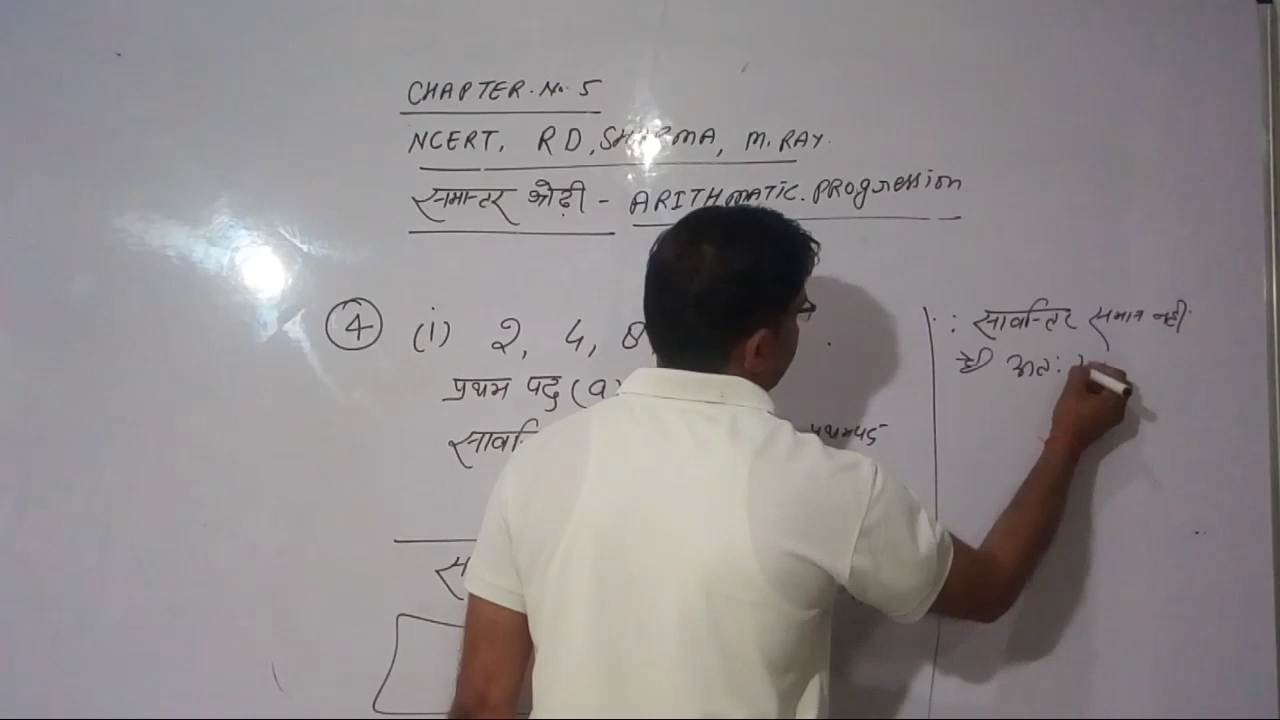 CHAPTER. No. 5
NCERT, RD, SHARMA, M. RAY.
समान्तर श्रेढ़ी - ARITHMATIC. PROgression
④ (i) 2, 4, 8
प्रथम पद (a)
प्रथमपद
∵ सार्वान्तर समान नहीं
है अतः